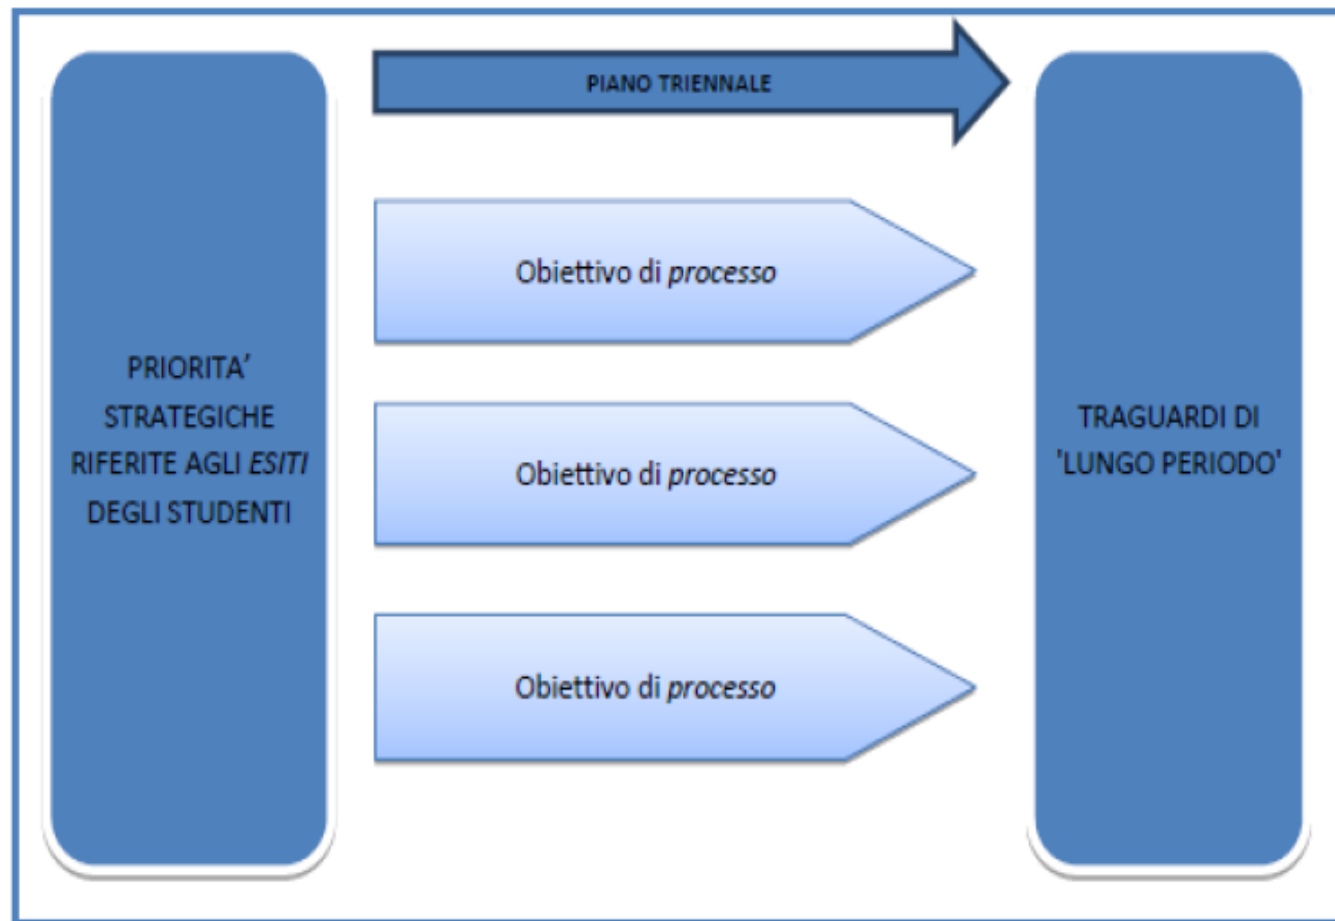 PIANO TRIENNALE
PRIORITA'
STRATEGICHE
RIFERITE AGLI ESITI
DEGLI STUDENTI
Obiettivo di processo
Obiettivo di processo
Obiettivo di processo
TRAGUARDI DI
'LUNGO PERIODO'